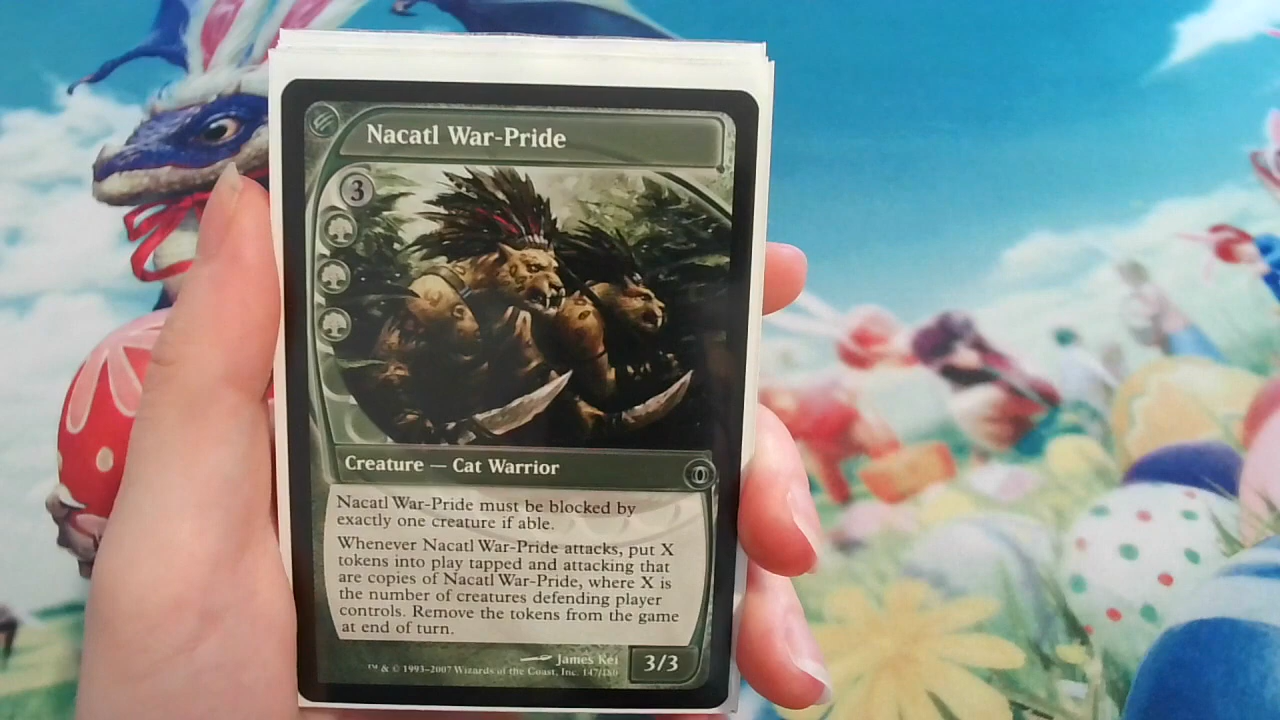 Nacatl War-Pride
3
Creature — Cat Warrior
Nacatl War-Pride must be blocked by
exactly one creature if able.
Whenever Nacatl War-Pride attacks, put X
tokens into play tapped and attacking that
are copies of Nacatl War-Pride, where X is
the number of creatures defending player
controls. Remove the tokens from the game
at end of turn.
James Kei
™ & © 1993–2007 Wizards of the Coast, Inc. 147/180
3/3